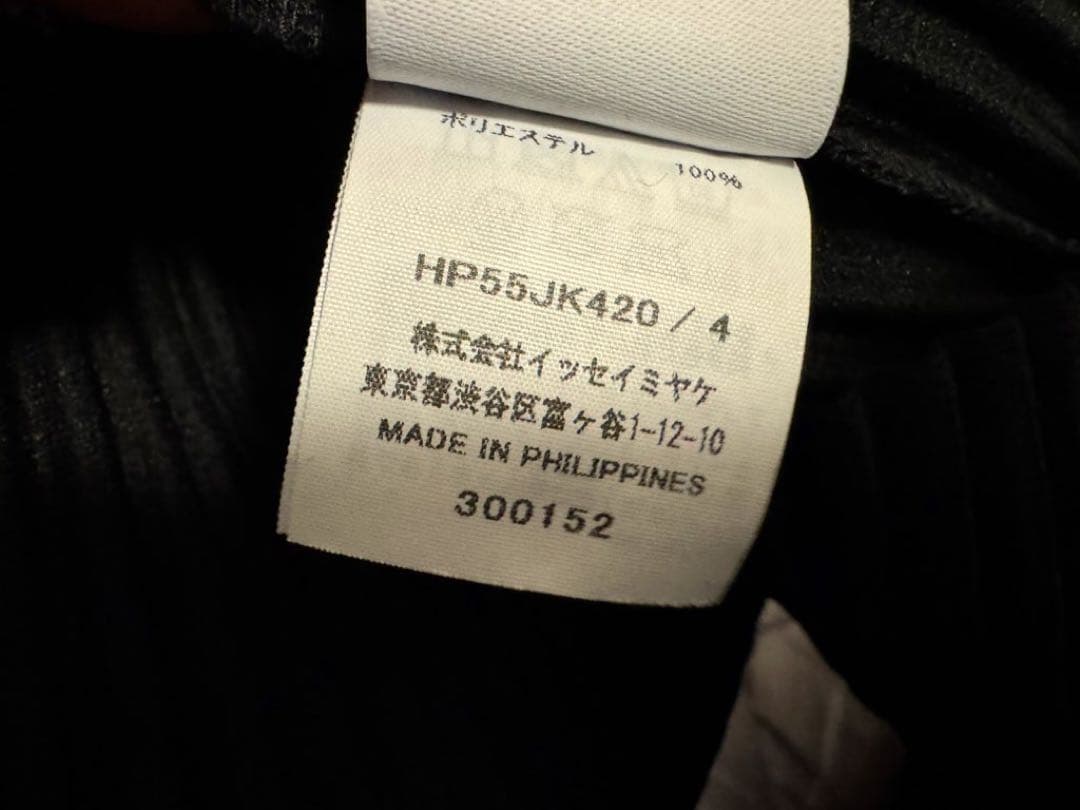 ポリエステル 100%
HP55JK420 / 4
株式会社イッセイミヤケ
東京都渋谷区富ヶ谷1-12-10
MADE IN PHILIPPINES
300152